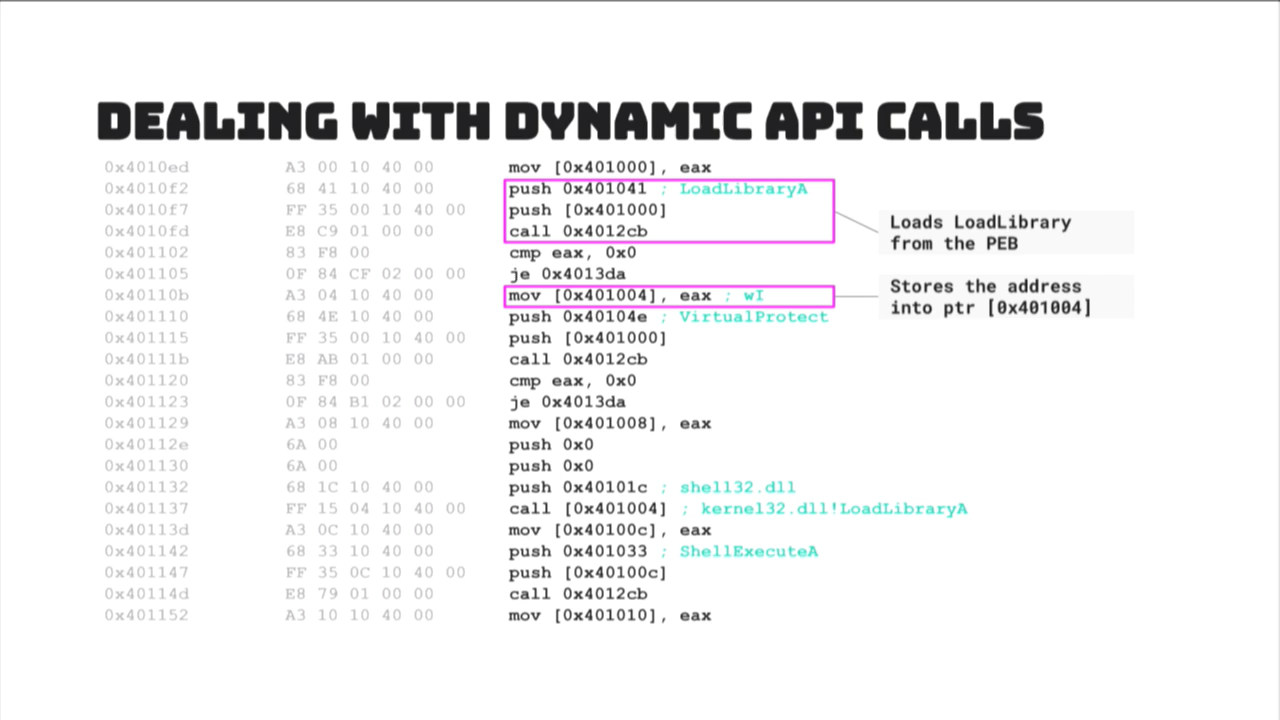 DEALING WITH DYNAMIC API CALLS
0x4010ed A3 00 10 40 00 mov [0x401000], eax
0x4010f2 68 41 10 40 00 push 0x401041 ; LoadLibraryA
0x4010f7 FF 35 00 10 40 00 push [0x401000]
0x4010fd E8 C9 01 00 00 call 0x4012cb
0x401102 83 F8 00 cmp eax, 0x0
0x401105 0F 84 CF 02 00 00 je 0x4013da
0x40110b A3 04 10 40 00 mov [0x401004], eax ; wI
0x401110 68 4E 10 40 00 push 0x40104e ; VirtualProtect
0x401115 FF 35 00 10 40 00 push [0x401000]
0x40111b E8 AB 01 00 00 call 0x4012cb
0x401120 83 F8 00 cmp eax, 0x0
0x401123 0F 84 B1 02 00 00 je 0x4013da
0x401129 A3 08 10 40 00 mov [0x401008], eax
0x40112e 6A 00 push 0x0
0x401130 6A 00 push 0x0
0x401132 68 1C 10 40 00 push 0x40101c ; shell32.dll
0x401137 FF 15 04 10 40 00 call [0x401004] ; kernel32.dll!LoadLibraryA
0x40113d A3 0C 10 40 00 mov [0x40100c], eax
0x401142 68 33 10 40 00 push 0x401033 ; ShellExecuteA
0x401147 FF 35 0C 10 40 00 push [0x40100c]
0x40114d E8 79 01 00 00 call 0x4012cb
0x401152 A3 10 10 40 00 mov [0x401010], eax
Loads LoadLibrary
from the PEB
Stores the address
into ptr [0x401004]